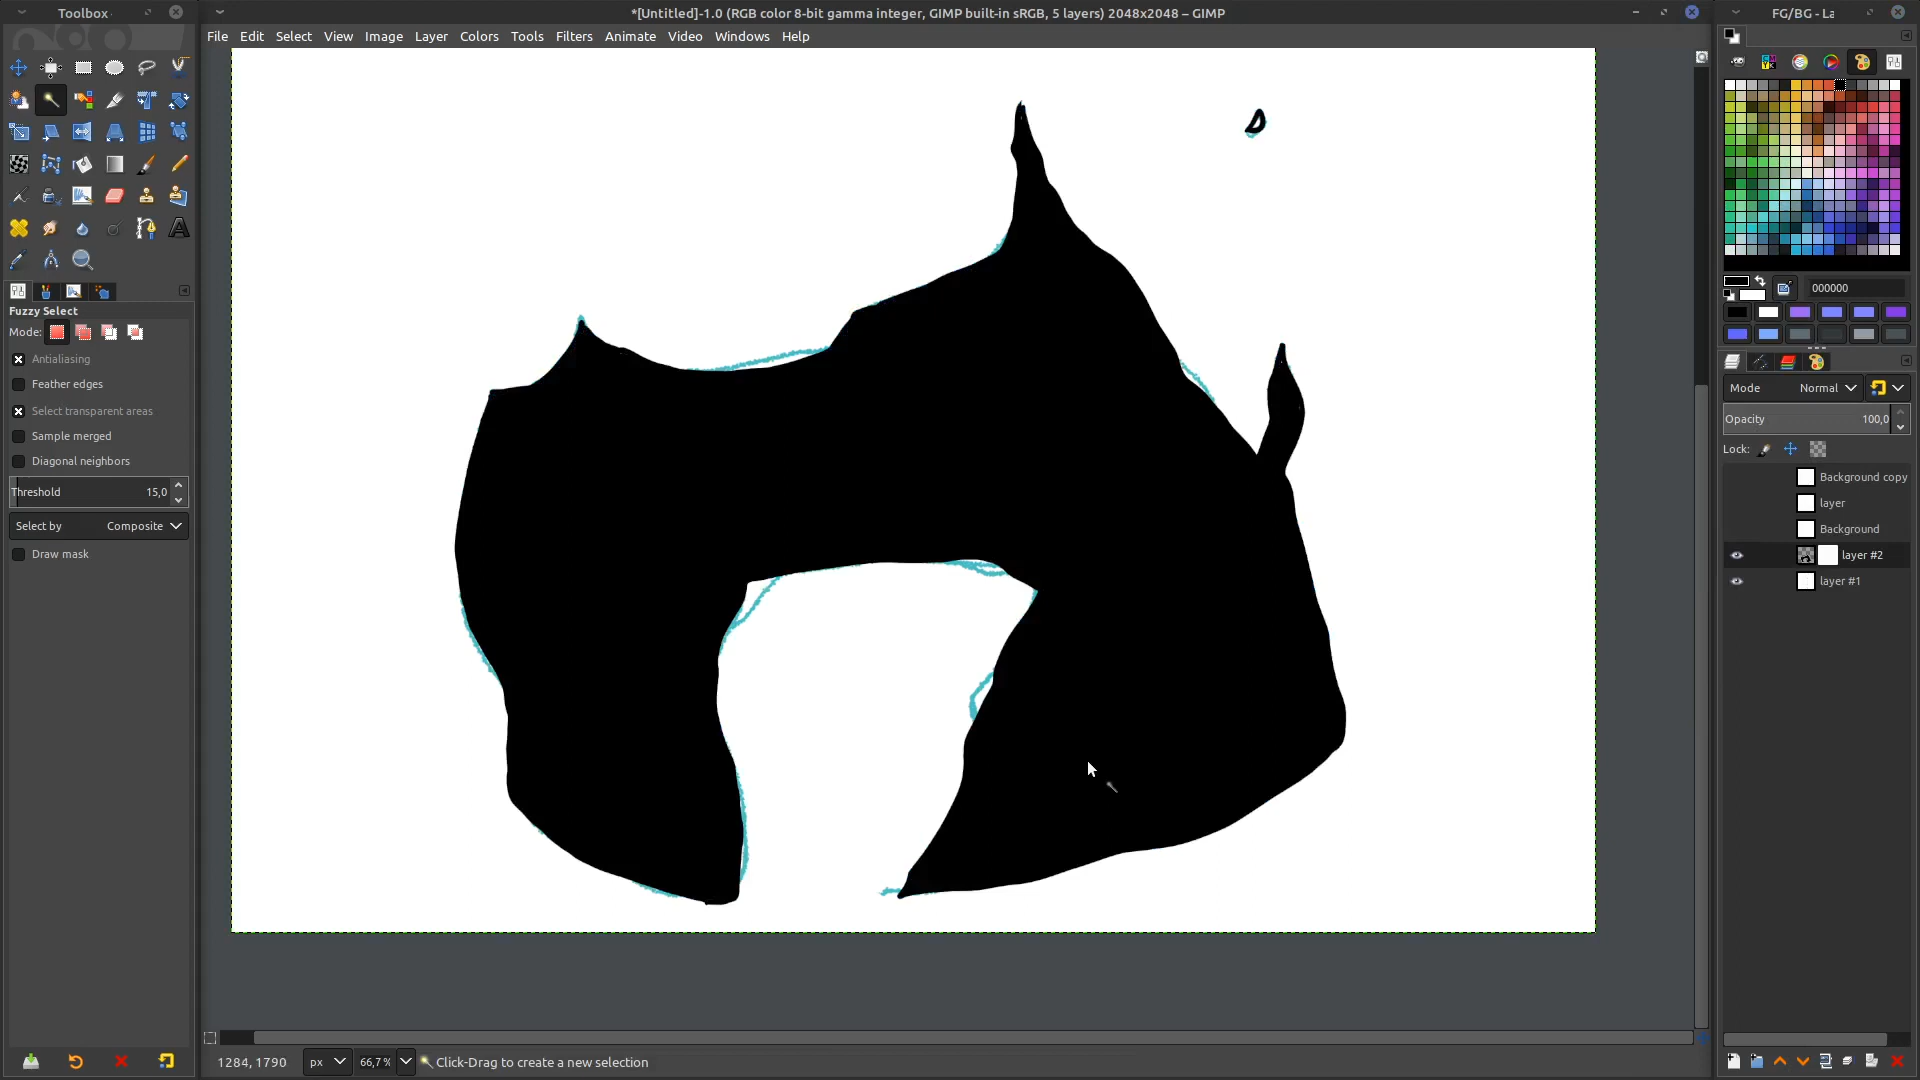 Toolbox
*[Untitled]-1.0 (RGB color 8-bit gamma integer, GIMP built-in sRGB, 5 layers) 2048x2048 – GIMP
FG/BG - La
File Edit Select View Image Layer Colors Tools Filters Animate Video Windows Help
000000
Fuzzy Select
Mode:
Antialiasing
Feather edges
Select transparent areas
Sample merged
Diagonal neighbors
Threshold 15,0
Select by Composite
Draw mask
Mode Normal
Opacity 100,0
Lock:
Background copy
layer
Background
layer #2
layer #1
1284, 1790 px 66,7 % Click-Drag to create a new selection